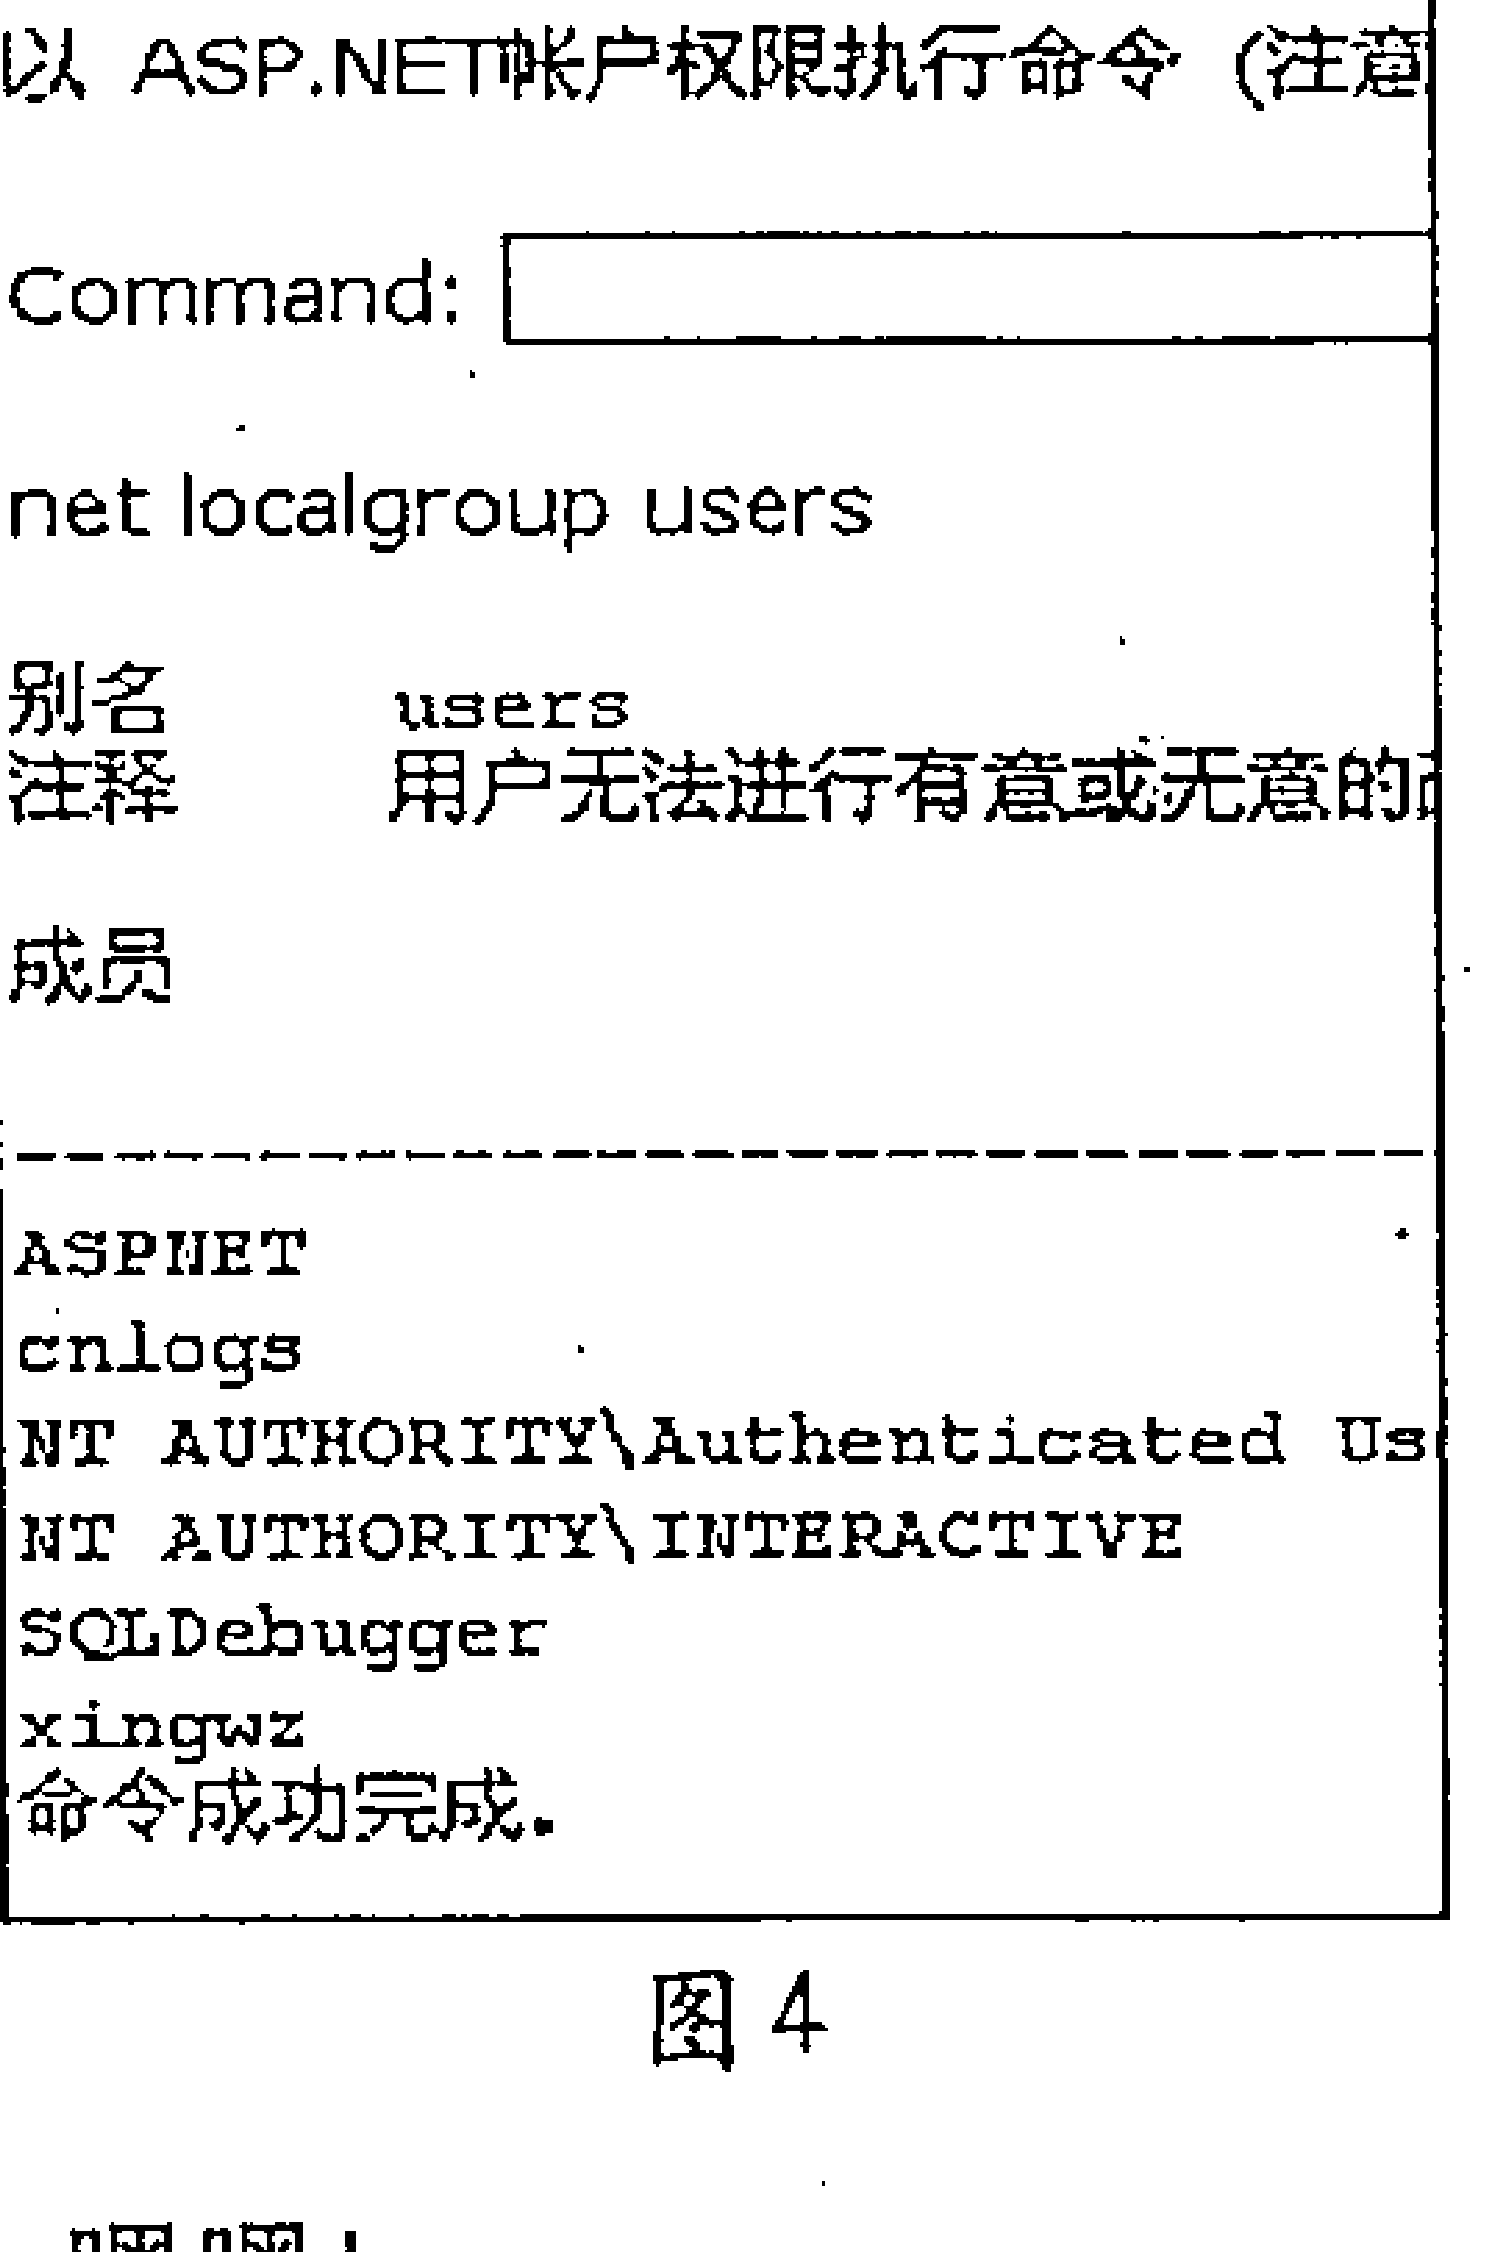 以 ASP.NET帐户权限执行命令 (注意
Command:
net localgroup users
别名 users
注释 用户无法进行有意或无意的
成员
------------------------------
ASPNET
cnlogs
NT AUTHORITY\Authenticated Us
NT AUTHORITY\INTERACTIVE
SQLDebugger
xingwz
命令成功完成.
图 4